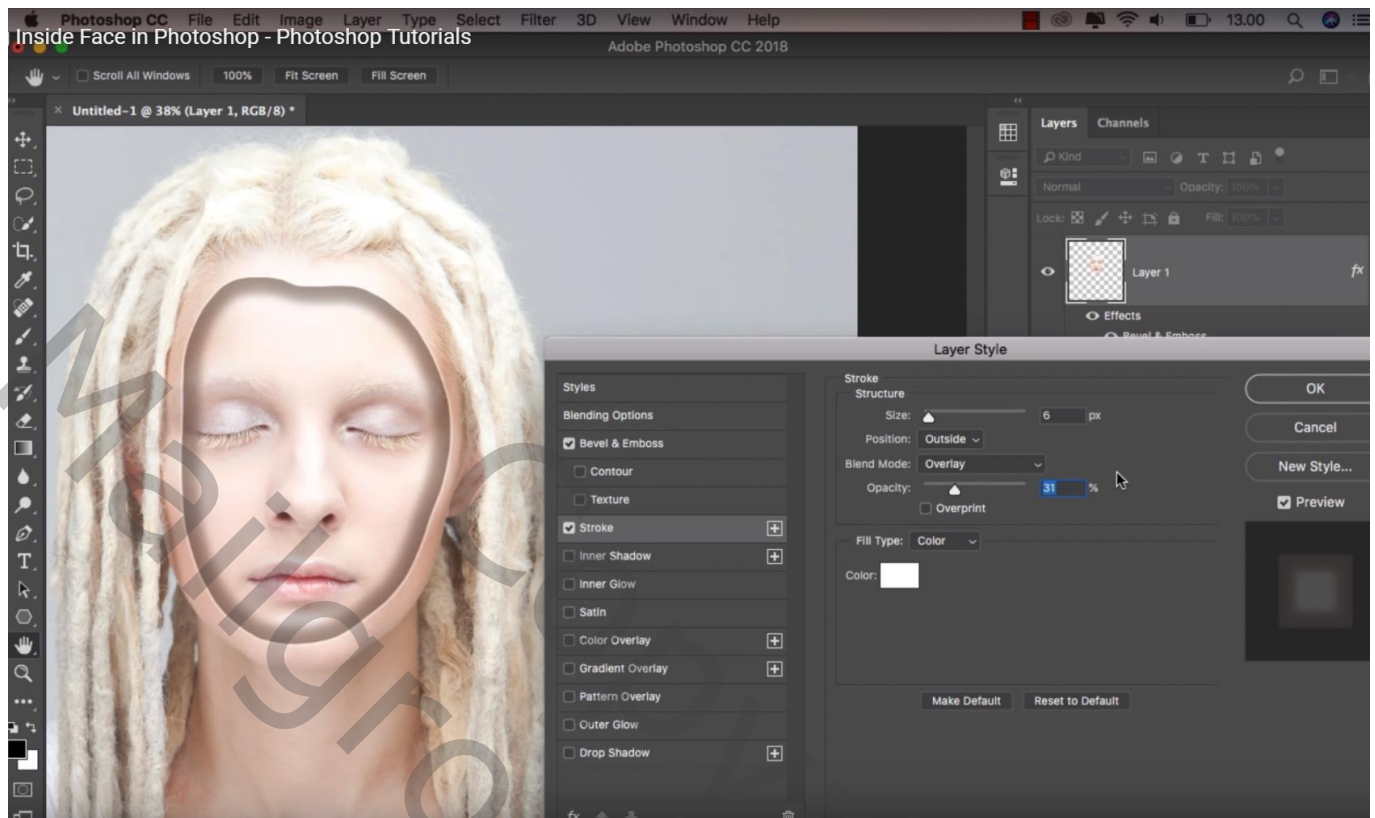 Photoshop CC File Edit Image Layer Type Select Filter 3D View Window Help 13.00
Inside Face in Photoshop - Photoshop Tutorials
Adobe Photoshop CC 2018
Scroll All Windows 100% Fit Screen Fill Screen
× Untitled-1 @ 38% (Layer 1, RGB/8) *
Layers Channels
Kind
Normal Opacity: 100%
Lock: Fill: 100%
Layer 1 fx
Effects
Bevel & Emboss
Layer Style
Styles
Blending Options
Bevel & Emboss
Contour
Texture
Stroke
Inner Shadow
Inner Glow
Satin
Color Overlay
Gradient Overlay
Pattern Overlay
Outer Glow
Drop Shadow
fx
Stroke
Structure
Size: 6 px
Position: Outside
Blend Mode: Overlay
Opacity: 31 %
Overprint
Fill Type: Color
Color:
Make Default Reset to Default
OK
Cancel
New Style...
Preview